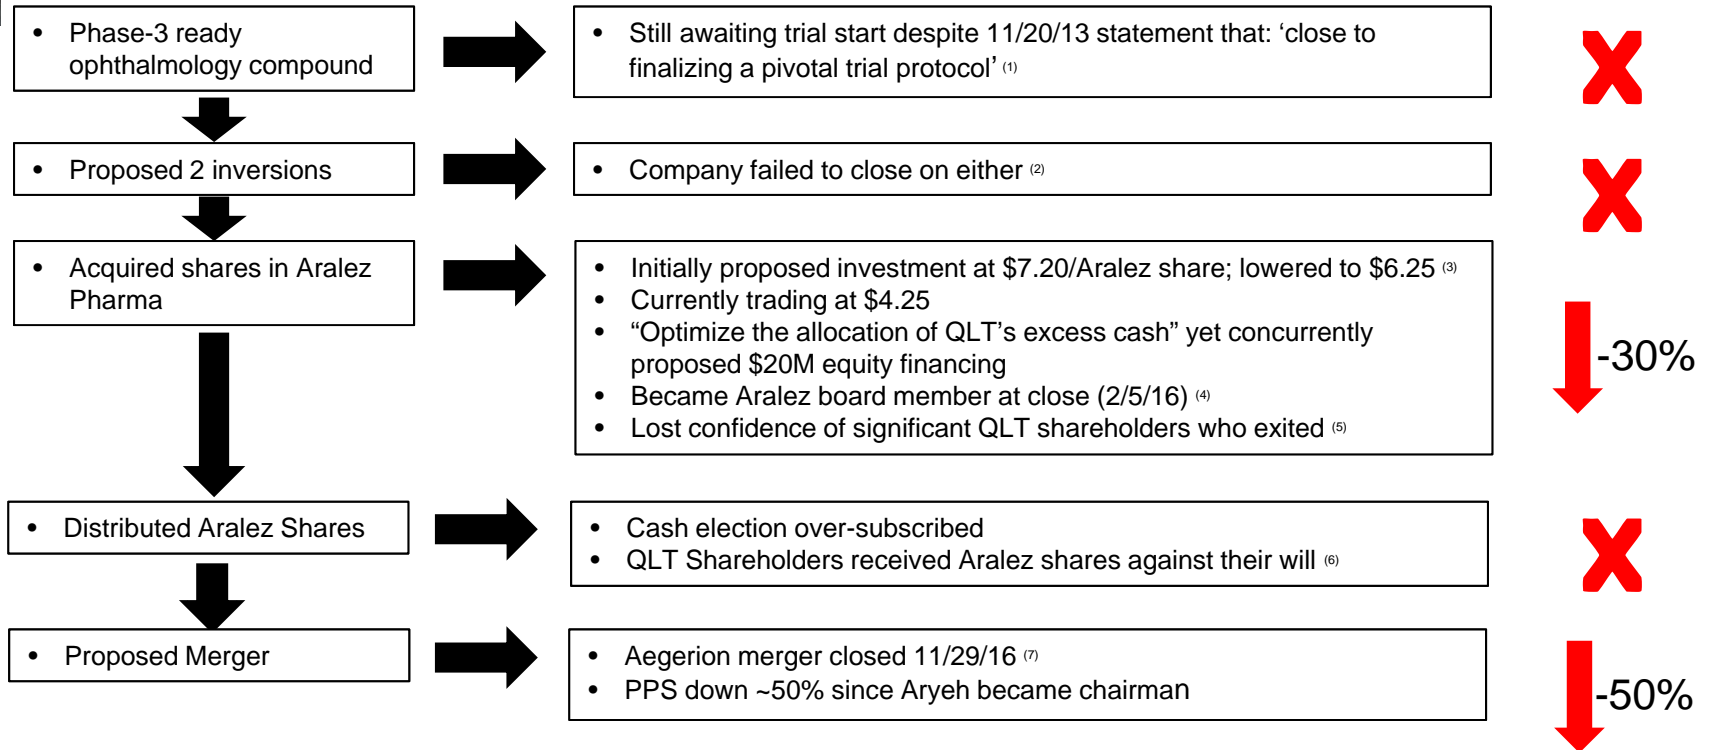 • Phase-3 ready
ophthalmology compound
• Still awaiting trial start despite 11/20/13 statement that: ‘close to
finalizing a pivotal trial protocol’ (1)
• Proposed 2 inversions
• Company failed to close on either (2)
• Acquired shares in Aralez
Pharma
• Initially proposed investment at $7.20/Aralez share; lowered to $6.25 (3)
• Currently trading at $4.25
• “Optimize the allocation of QLT’s excess cash” yet concurrently
proposed $20M equity financing
• Became Aralez board member at close (2/5/16) (4)
• Lost confidence of significant QLT shareholders who exited (5)
-30%
• Distributed Aralez Shares
• Cash election over-subscribed
• QLT Shareholders received Aralez shares against their will (6)
• Proposed Merger
• Aegerion merger closed 11/29/16 (7)
• PPS down ~50% since Aryeh became chairman
-50%